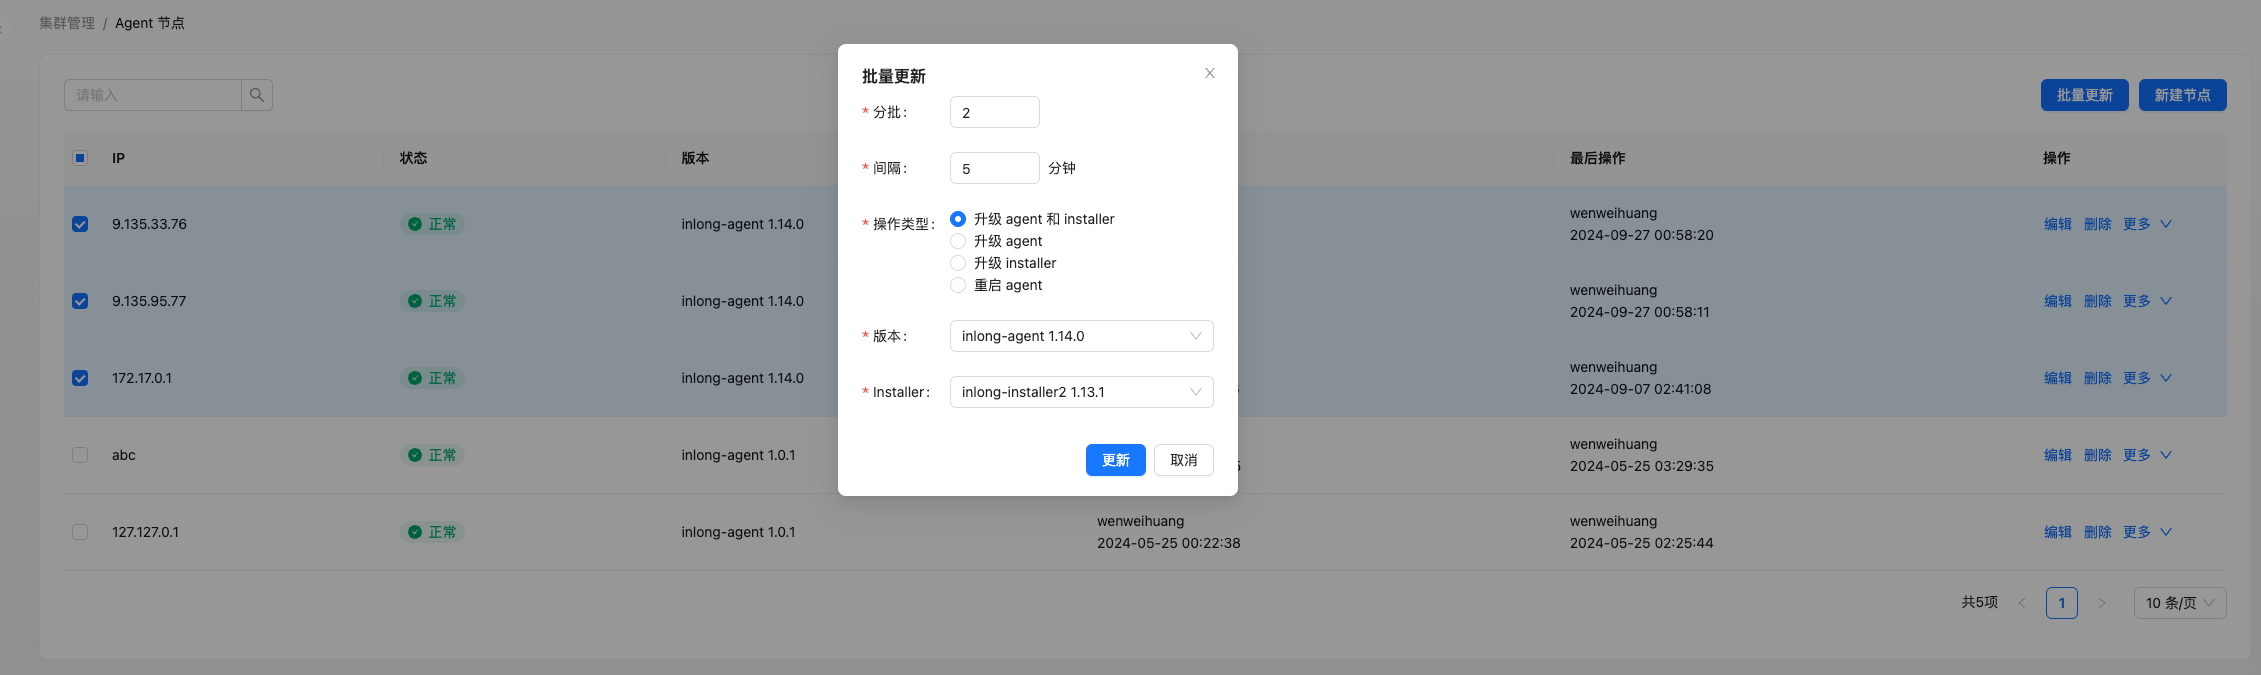 集群管理 / Agent 节点
请输入
批量更新 新建节点
IP 状态 版本 最后操作 操作
9.135.33.76 正常 inlong-agent 1.14.0 wenweihuang
2024-09-27 00:58:20 编辑 删除 更多
9.135.95.77 正常 inlong-agent 1.14.0 wenweihuang
2024-09-27 00:58:11 编辑 删除 更多
172.17.0.1 正常 inlong-agent 1.14.0 wenweihuang
2024-09-07 02:41:08 编辑 删除 更多
abc 正常 inlong-agent 1.0.1 wenweihuang
2024-05-25 03:29:35 编辑 删除 更多
127.127.0.1 正常 inlong-agent 1.0.1 wenweihuang
2024-05-25 00:22:38 wenweihuang
2024-05-25 02:25:44 编辑 删除 更多
共5项 < 1 > 10 条/页
批量更新
* 分批: 2
* 间隔: 5 分钟
* 操作类型: 升级 agent 和 installer
升级 agent
升级 installer
重启 agent
* 版本: inlong-agent 1.14.0
* Installer: inlong-installer2 1.13.1
更新 取消